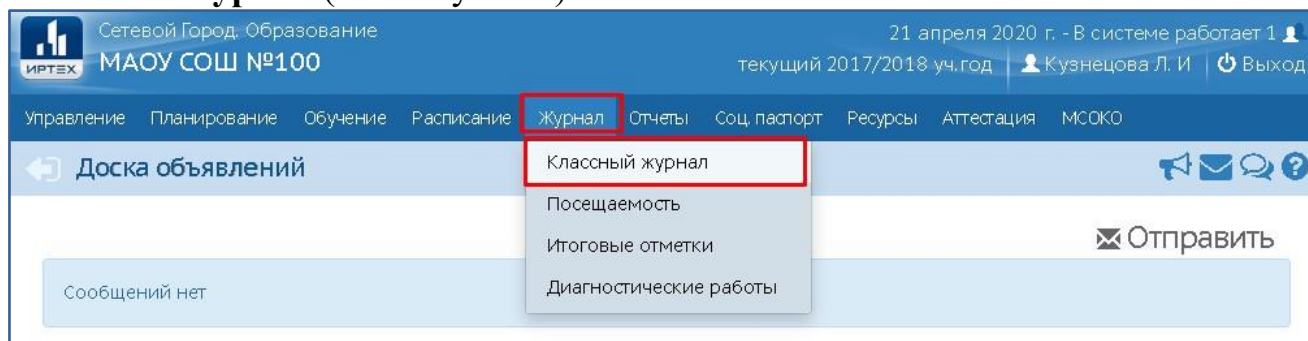 Сетевой Город. Образование
21 апреля 2020 г. - В системе работает 1
ИРТЕХ МАОУ СОШ №100
текущий 2017/2018 уч.год Кузнецова Л. И Выход
Управление Планирование Обучение Расписание Журнал Отчеты Соц. паспорт Ресурсы Аттестация МСОКО
Доска объявлений
Классный журнал
Посещаемость
Итоговые отметки
Диагностические работы
Отправить
Сообщений нет